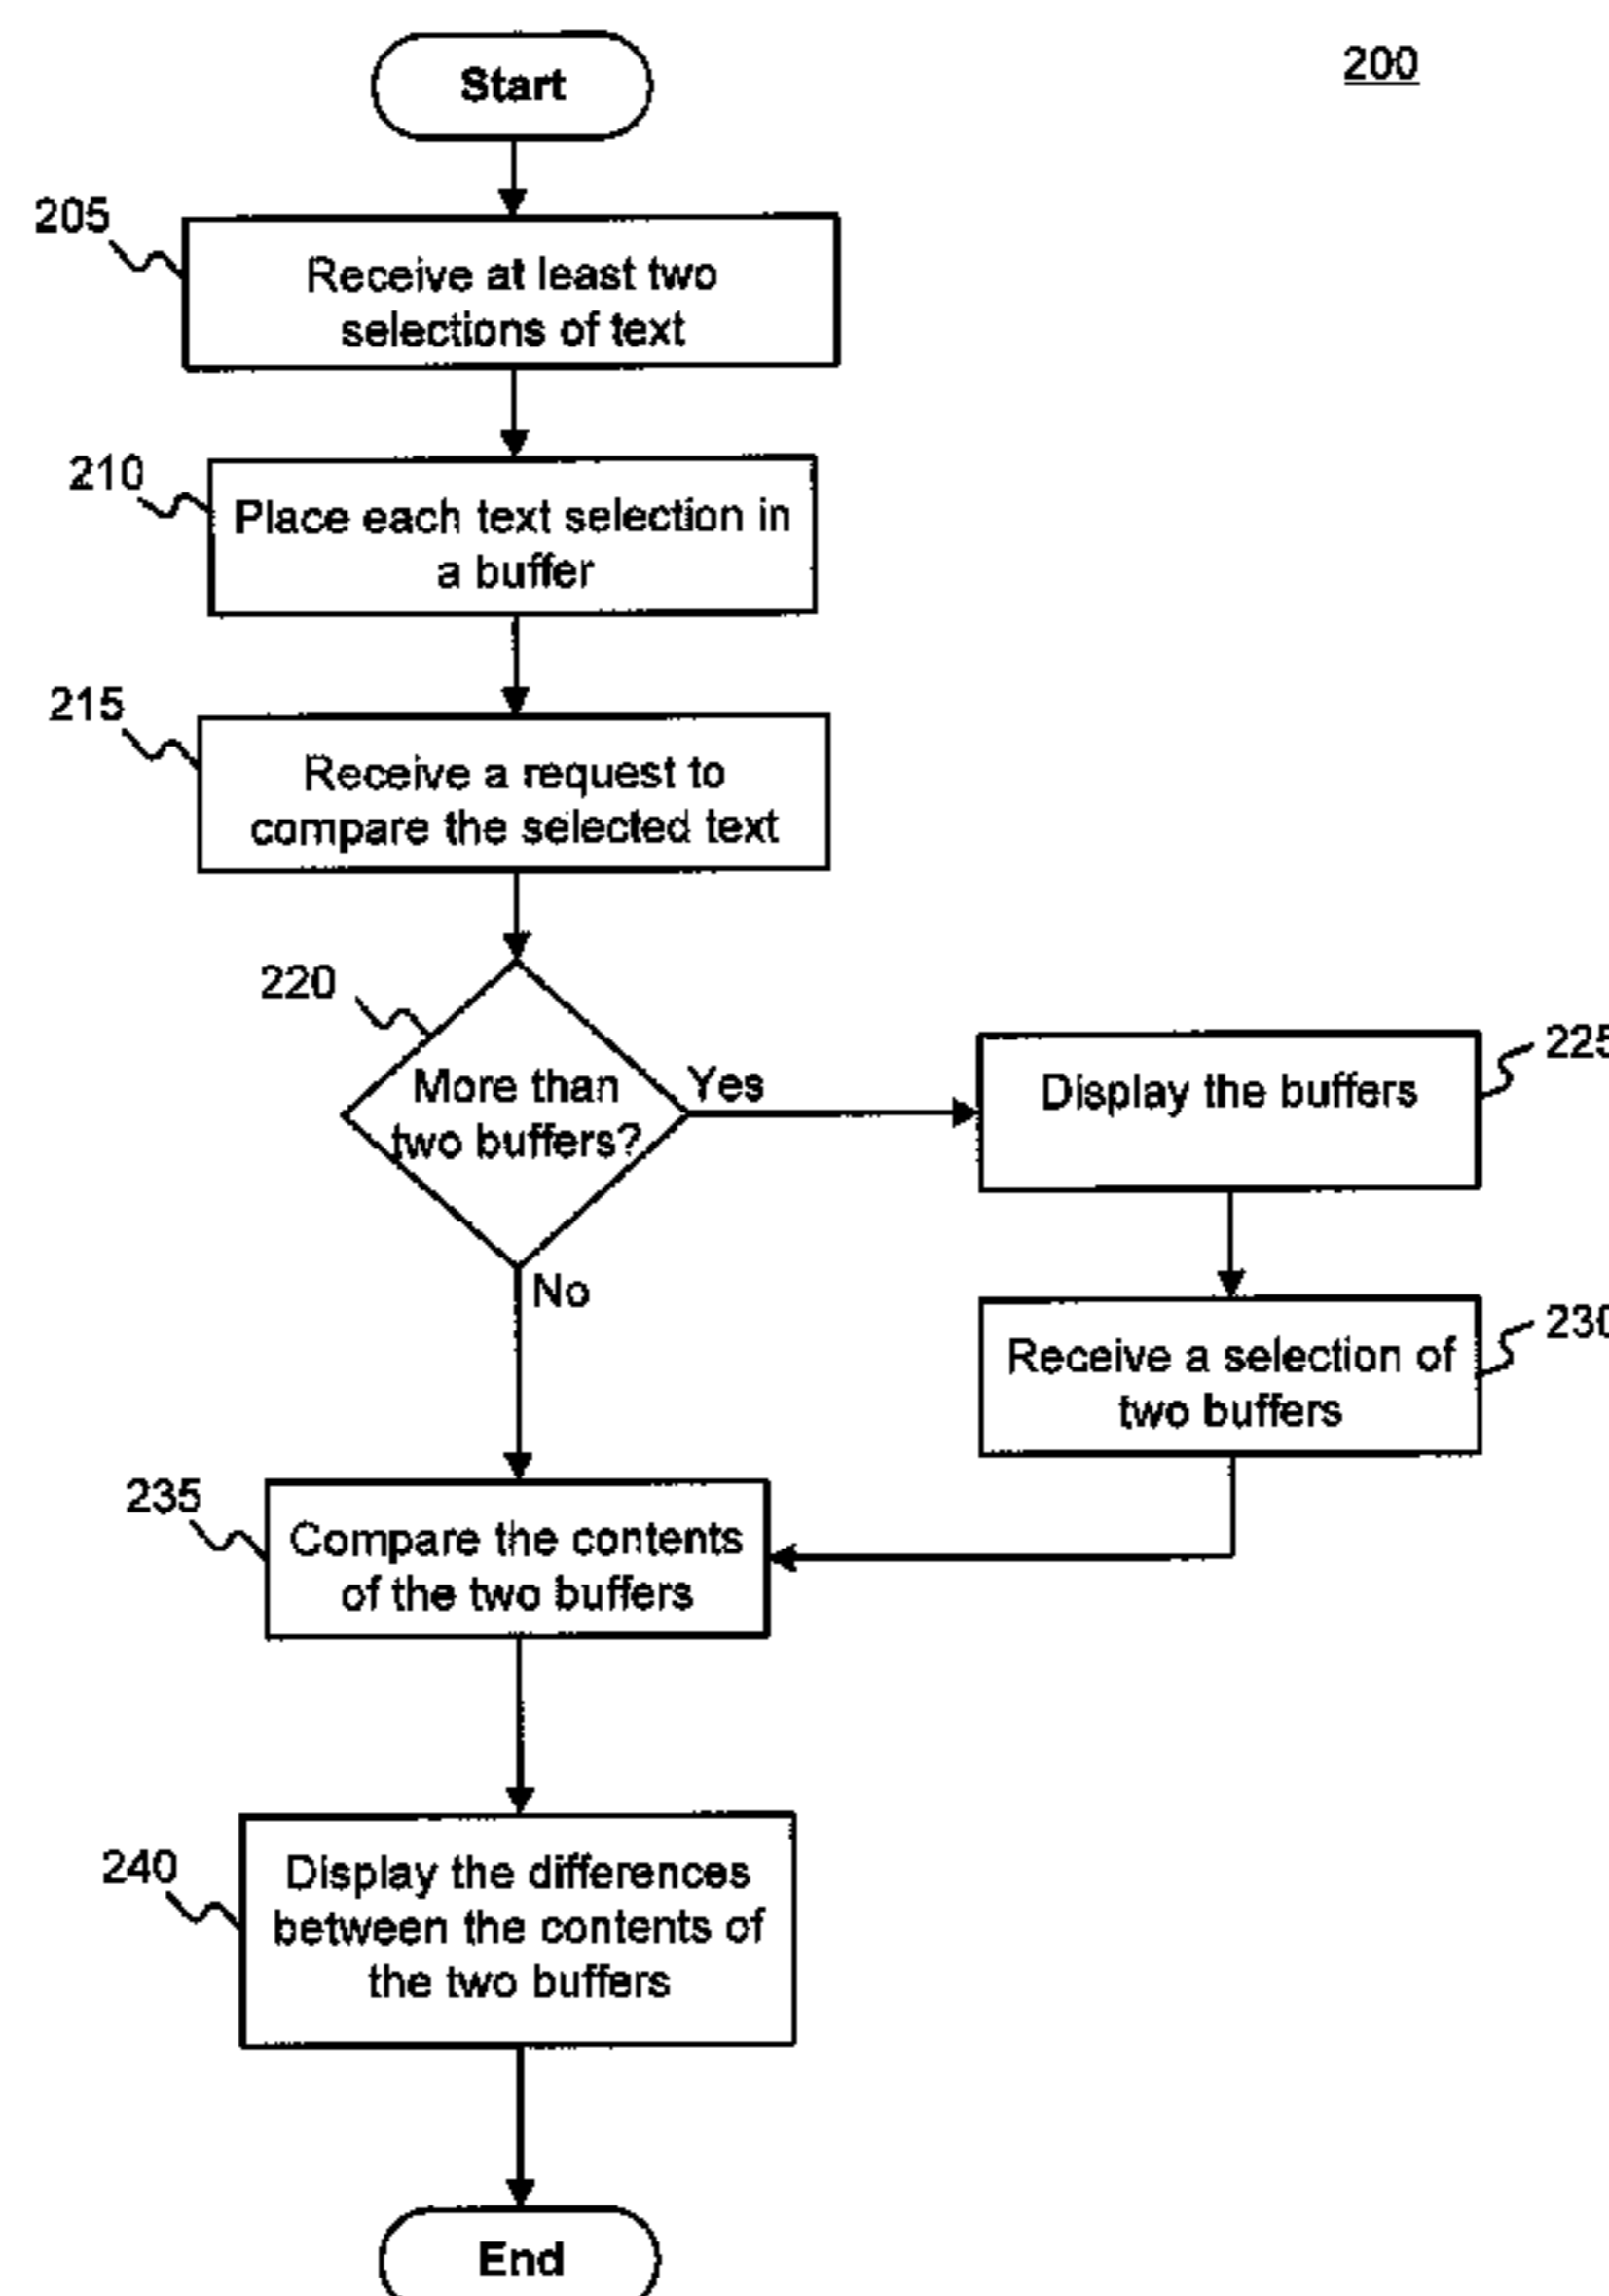 200
Start
205
Receive at least two
selections of text
210
Place each text selection in
a buffer
215
Receive a request to
compare the selected text
220
More than
two buffers?
Yes
No
225
Display the buffers
230
Receive a selection of
two buffers
235
Compare the contents
of the two buffers
240
Display the differences
between the contents of
the two buffers
End